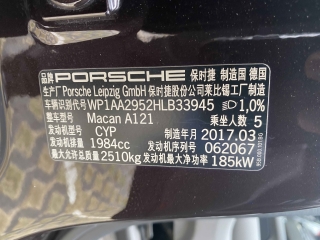 品牌 PORSCHE 保时捷 制造国 德国
生产厂 Porsche Leipzig GmbH 保时捷股份公司莱比锡工厂制造
车辆识别代号 WP1AA2952HLB33945 1,0%
整车型号 Macan A121 乘坐人数 5
发动机型号 CYP 制造年月 2017.03
发动机排量 1984cc 发动机序列号 062067
最大允许总质量 2510kg 发动机最大净功率 185kW